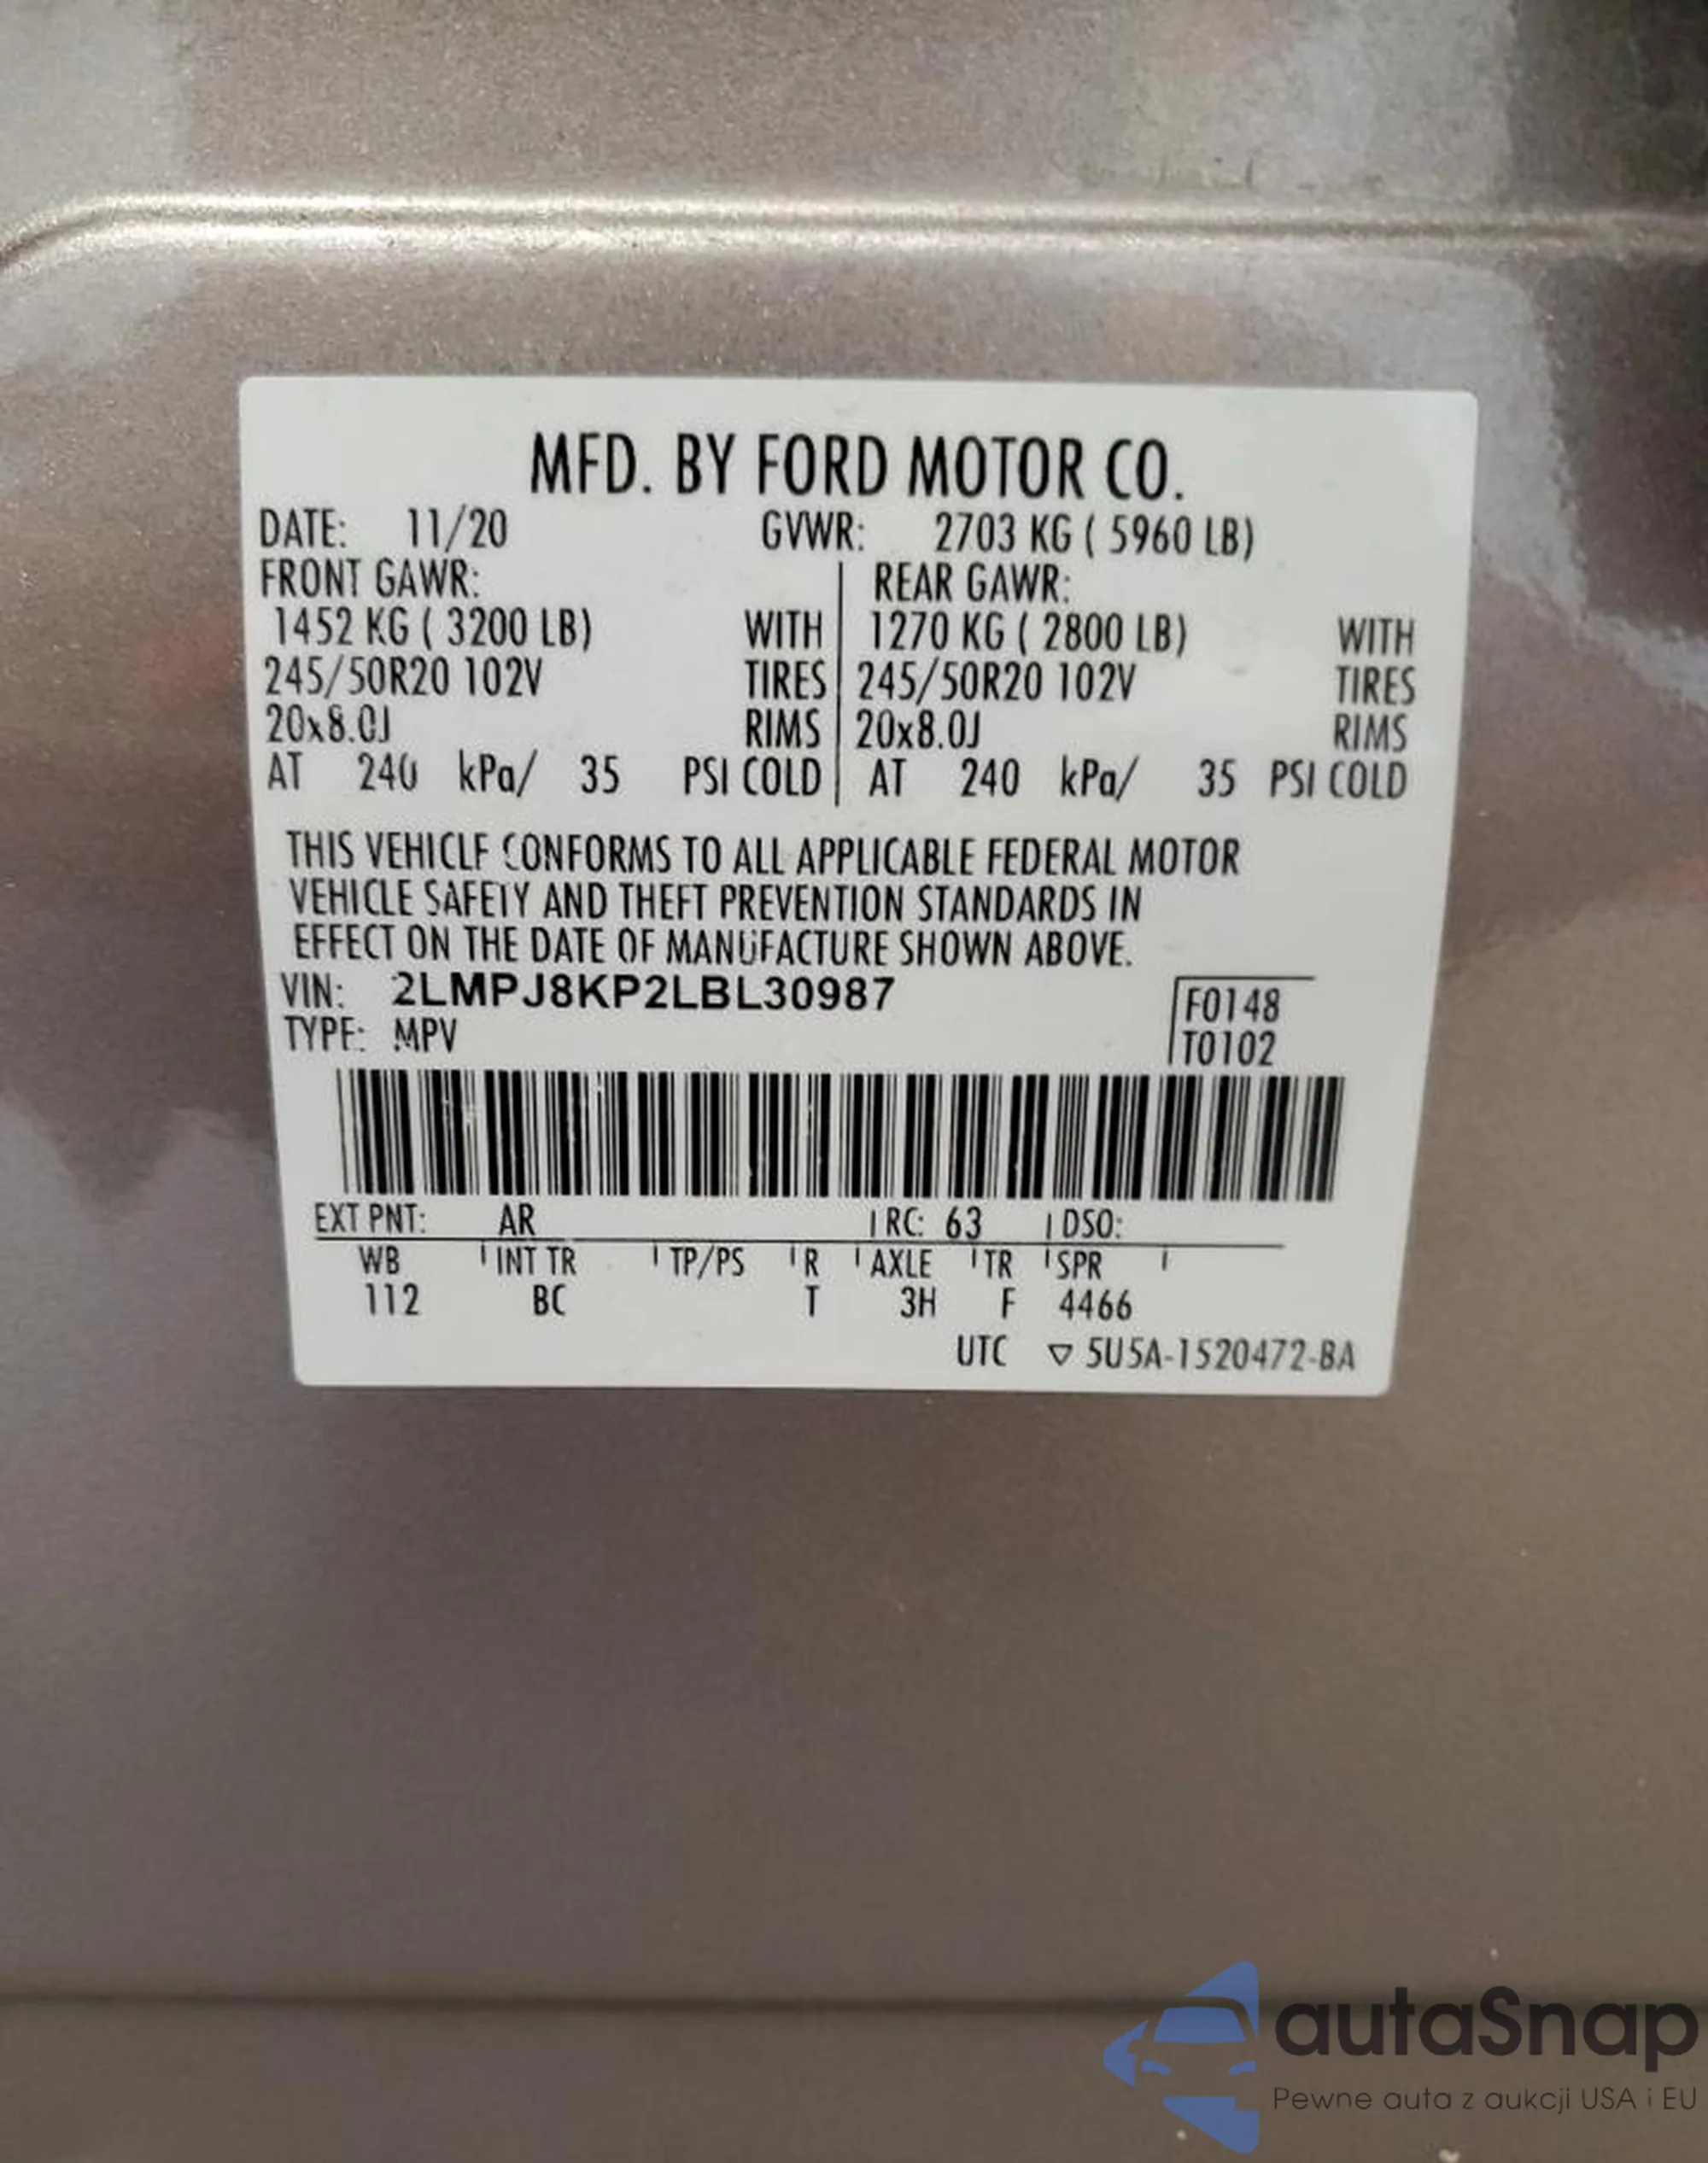 MFD. BY FORD MOTOR CO.
DATE: 11/20 GVWR: 2703 KG ( 5960 LB)
FRONT GAWR: REAR GAWR:
1452 KG ( 3200 LB) WITH 1270 KG ( 2800 LB) WITH
245/50R20 102V TIRES 245/50R20 102V TIRES
20x8.0J RIMS 20x8.0J RIMS
AT 240 kPa/ 35 PSI COLD AT 240 kPa/ 35 PSI COLD
THIS VEHICLE CONFORMS TO ALL APPLICABLE FEDERAL MOTOR
VEHICLE SAFETY AND THEFT PREVENTION STANDARDS IN
EFFECT ON THE DATE OF MANUFACTURE SHOWN ABOVE.
VIN: 2LMPJ8KP2LBL30987 F0148
TYPE: MPV T0102
EXT PNT: AR RC: 63 DSO:
WB INT TR TP/PS R AXLE TR SPR
112 BC T 3H F 4466
UTC ▽ 5U5A-1520472-BA
autaSnap
Pewne auta z aukcji USA i EU